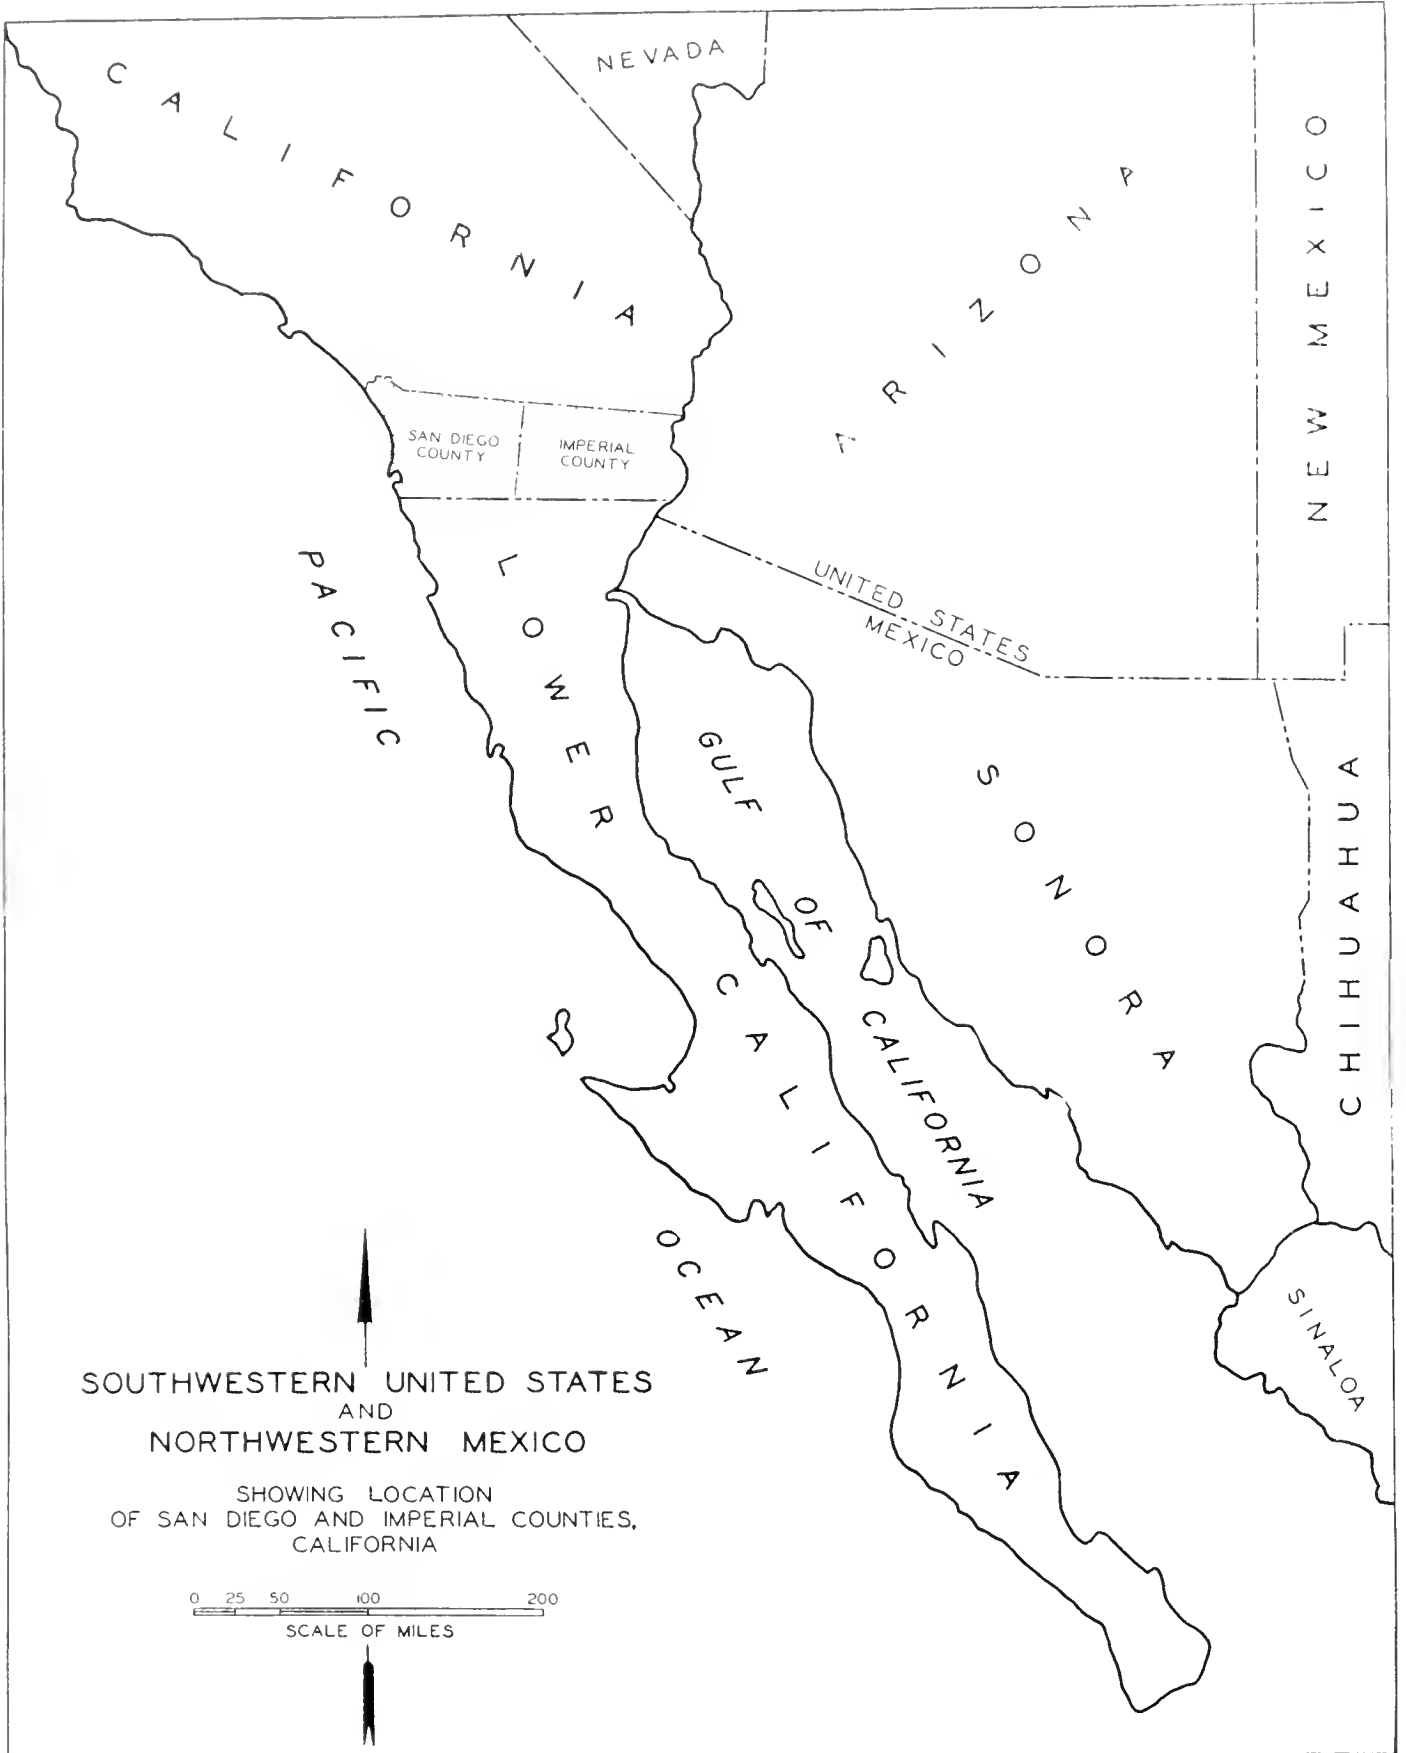 NEVADA
CALIFORNIA
ARIZONA
NEW MEXICO
SAN DIEGO
COUNTY
IMPERIAL
COUNTY
UNITED STATES
MEXICO
PACIFIC
OCEAN
LOWER
CALIFORNIA
GULF
OF
CALIFORNIA
SONORA
CHIHUAHUA
SINALOA
SOUTHWESTERN UNITED STATES
AND
NORTHWESTERN MEXICO
SHOWING LOCATION
OF SAN DIEGO AND IMPERIAL COUNTIES,
CALIFORNIA
0 25 50 100 200
SCALE OF MILES